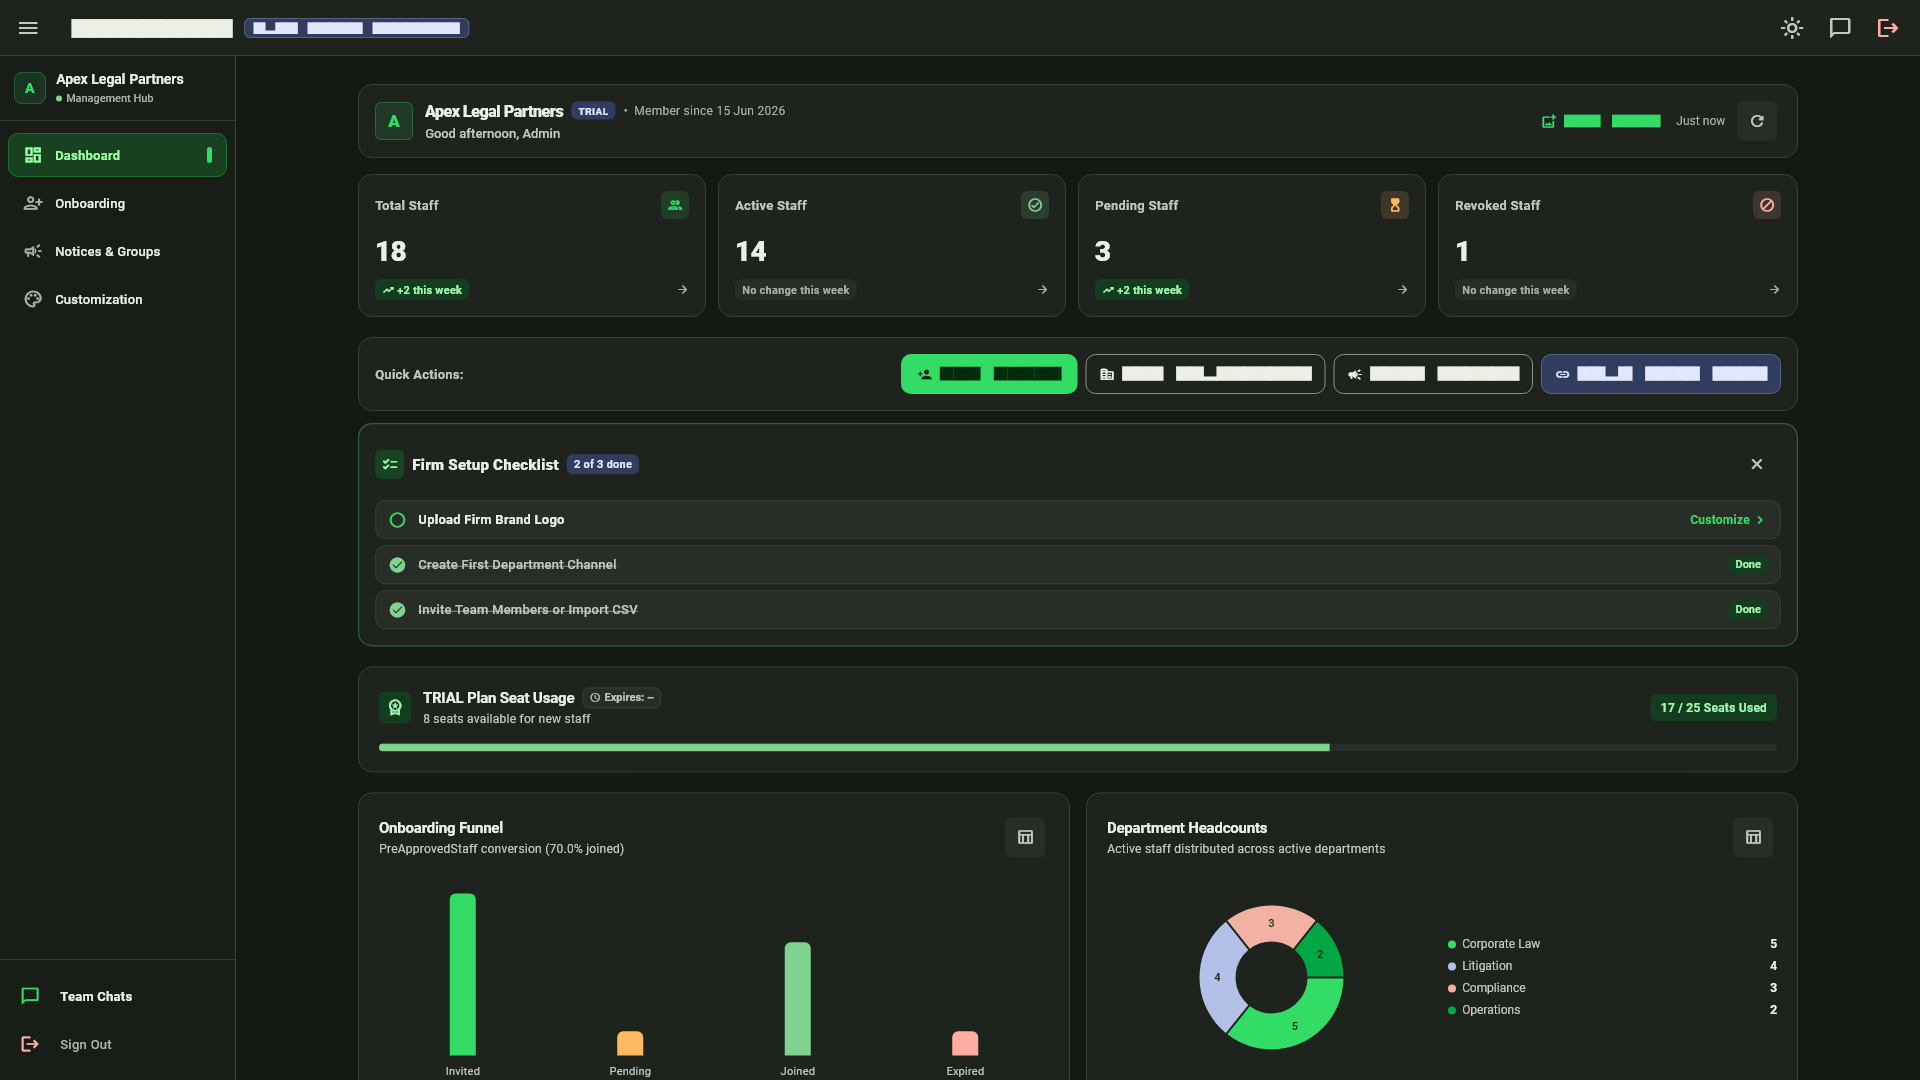 A
Apex Legal Partners
Management Hub
Dashboard
Onboarding
Notices & Groups
Customization
Team Chats
Sign Out
A
Apex Legal Partners
TRIAL
• Member since 15 Jun 2026
Good afternoon, Admin
Just now
Total Staff
18
+2 this week
Active Staff
14
No change this week
Pending Staff
3
+2 this week
Revoked Staff
1
No change this week
Quick Actions:
Firm Setup Checklist
2 of 3 done
Upload Firm Brand Logo
Customize
Create First Department Channel
Done
Invite Team Members or Import CSV
Done
TRIAL Plan Seat Usage
Expires: –
8 seats available for new staff
17 / 25 Seats Used
Onboarding Funnel
PreApprovedStaff conversion (70.0% joined)
Invited
Pending
Joined
Expired
Department Headcounts
Active staff distributed across active departments
3
2
4
5
Corporate Law 5
Litigation 4
Compliance 3
Operations 2